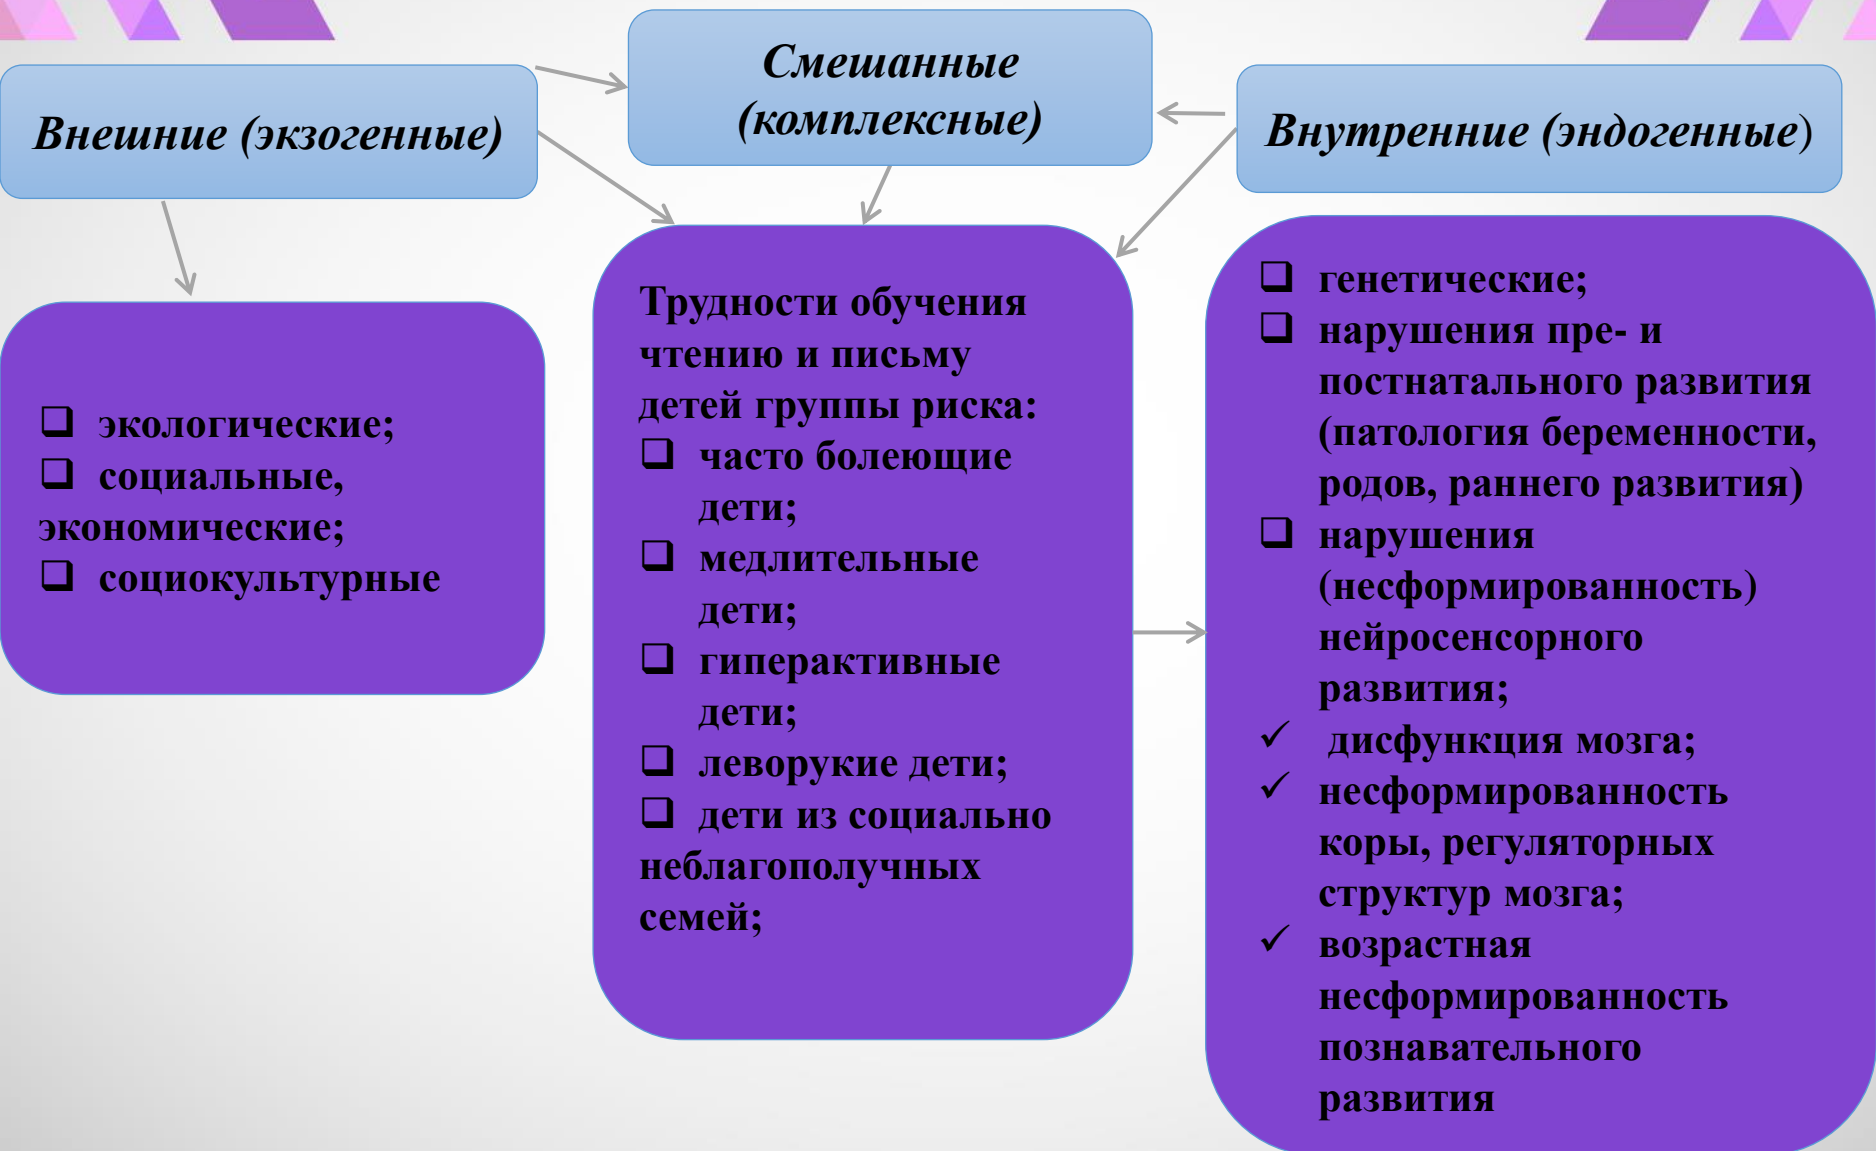 Смешанные
(комплексные)
Внешние (экзогенные)
Внутренние (эндогенные)
экологические;
социальные,
экономические;
социокультурные
Трудности обучения
чтению и письму
детей группы риска:
часто болеющие
дети;
медлительные
дети;
гиперактивные
дети;
леворукие дети;
дети из социально
неблагополучных
семей;
генетические;
нарушения пре- и
постнатального развития
(патология беременности,
родов, раннего развития)
нарушения
(несформированность)
нейросенсорного
развития;
дисфункция мозга;
несформированность
коры, регуляторных
структур мозга;
возрастная
несформированность
познавательного
развития